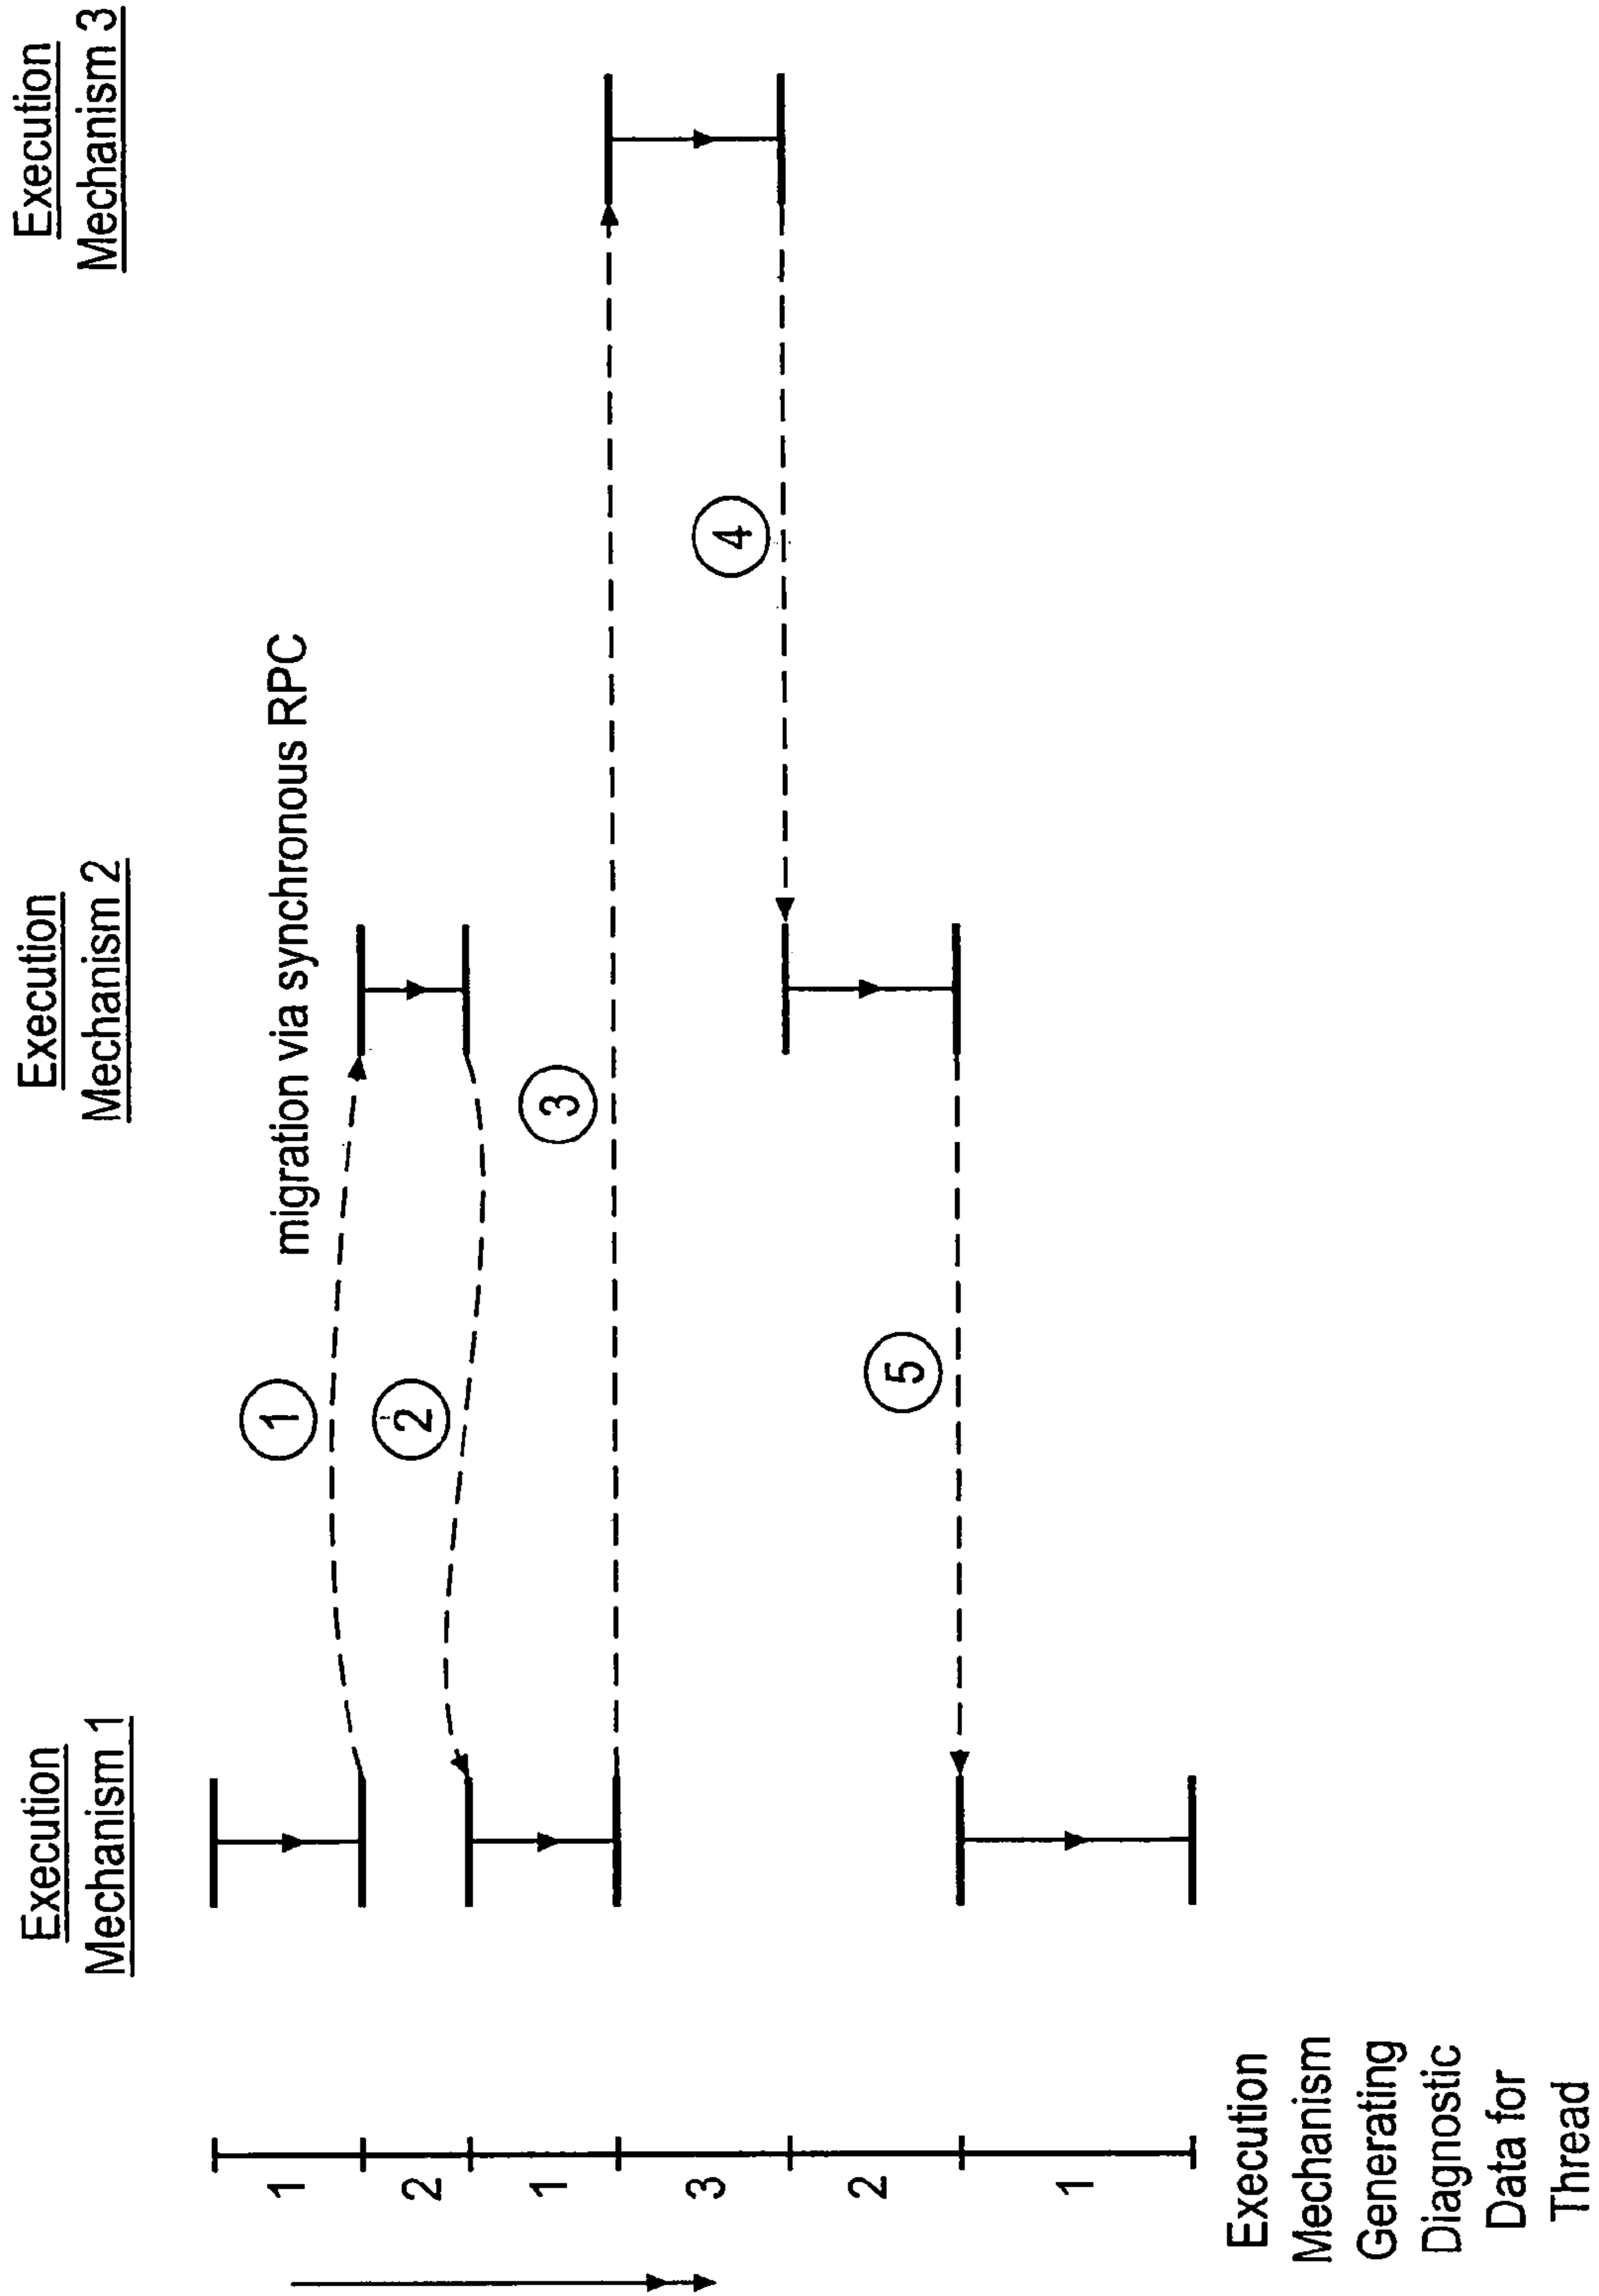 Execution
Mechanism 1
Execution
Mechanism 2
Execution
Mechanism 3
migration via synchronous RPC
1
2
3
4
5
1
2
1
3
2
1
Execution
Mechanism
Generating
Diagnostic
Data for
Thread